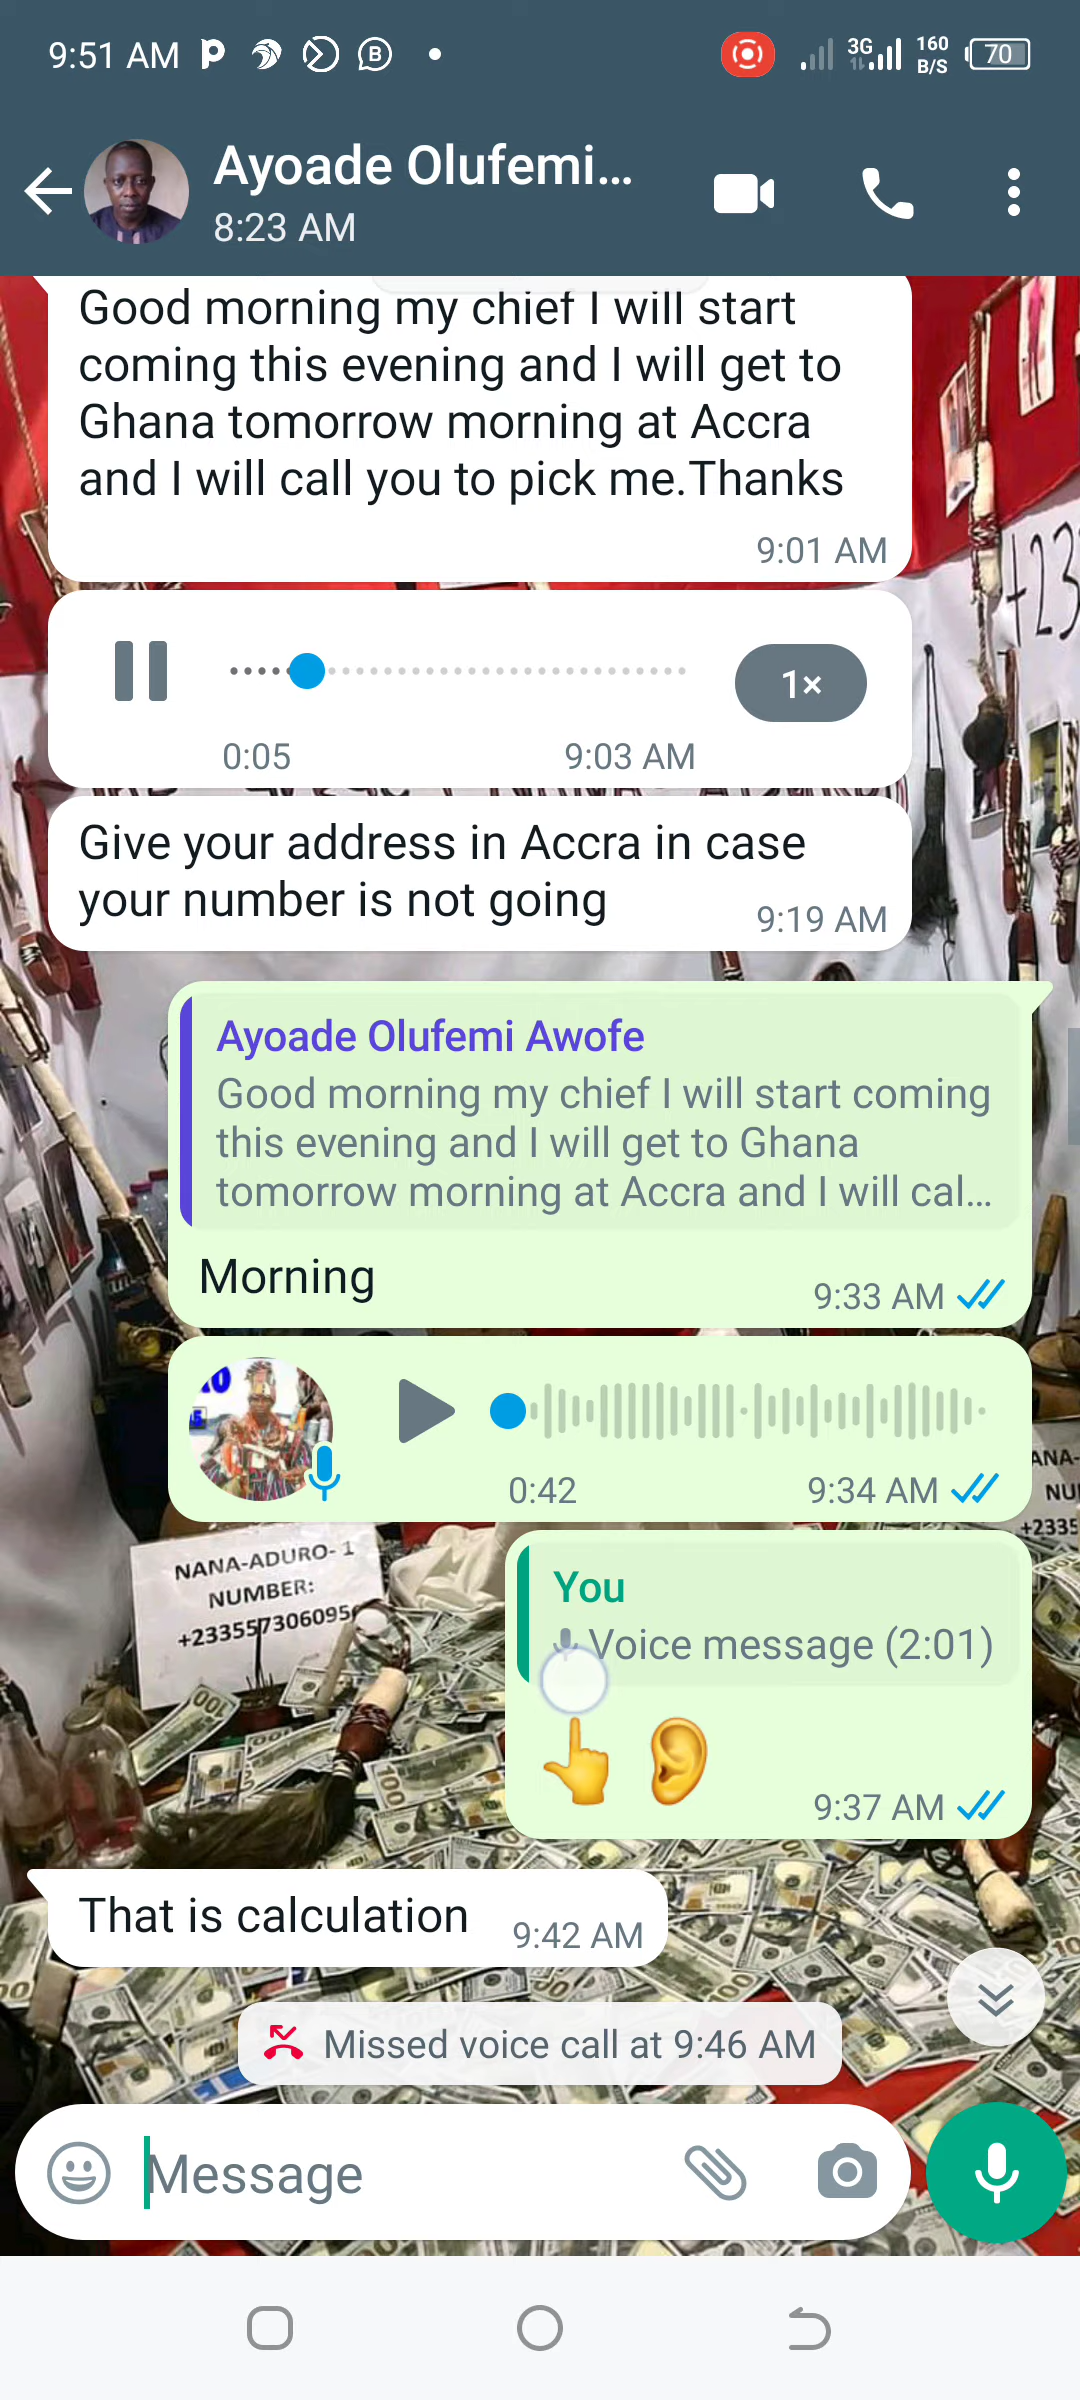 9:51 AM
3G
160
B/S
70
Ayoade Olufemi...
8:23 AM
Good morning my chief I will start
coming this evening and I will get to
Ghana tomorrow morning at Accra
and I will call you to pick me.Thanks
9:01 AM
1×
0:05
9:03 AM
Give your address in Accra in case
your number is not going
9:19 AM
Ayoade Olufemi Awofe
Good morning my chief I will start coming
this evening and I will get to Ghana
tomorrow morning at Accra and I will cal...
Morning
9:33 AM
0:42
9:34 AM
NANA-ADURO- 1
NUMBER:
+233557306095
You
Voice message (2:01)
9:37 AM
That is calculation
9:42 AM
Missed voice call at 9:46 AM
Message